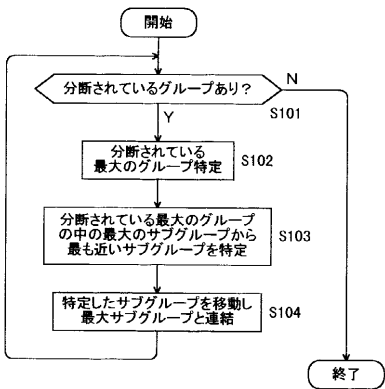 開始
分断されているグループあり?
N
S101
Y
分断されている
最大のグループ特定
S102
分断されている最大のグループ
の中の最大のサブグループから
最も近いサブグループを特定
S103
特定したサブグループを移動し
最大サブグループと連結
S104
終了